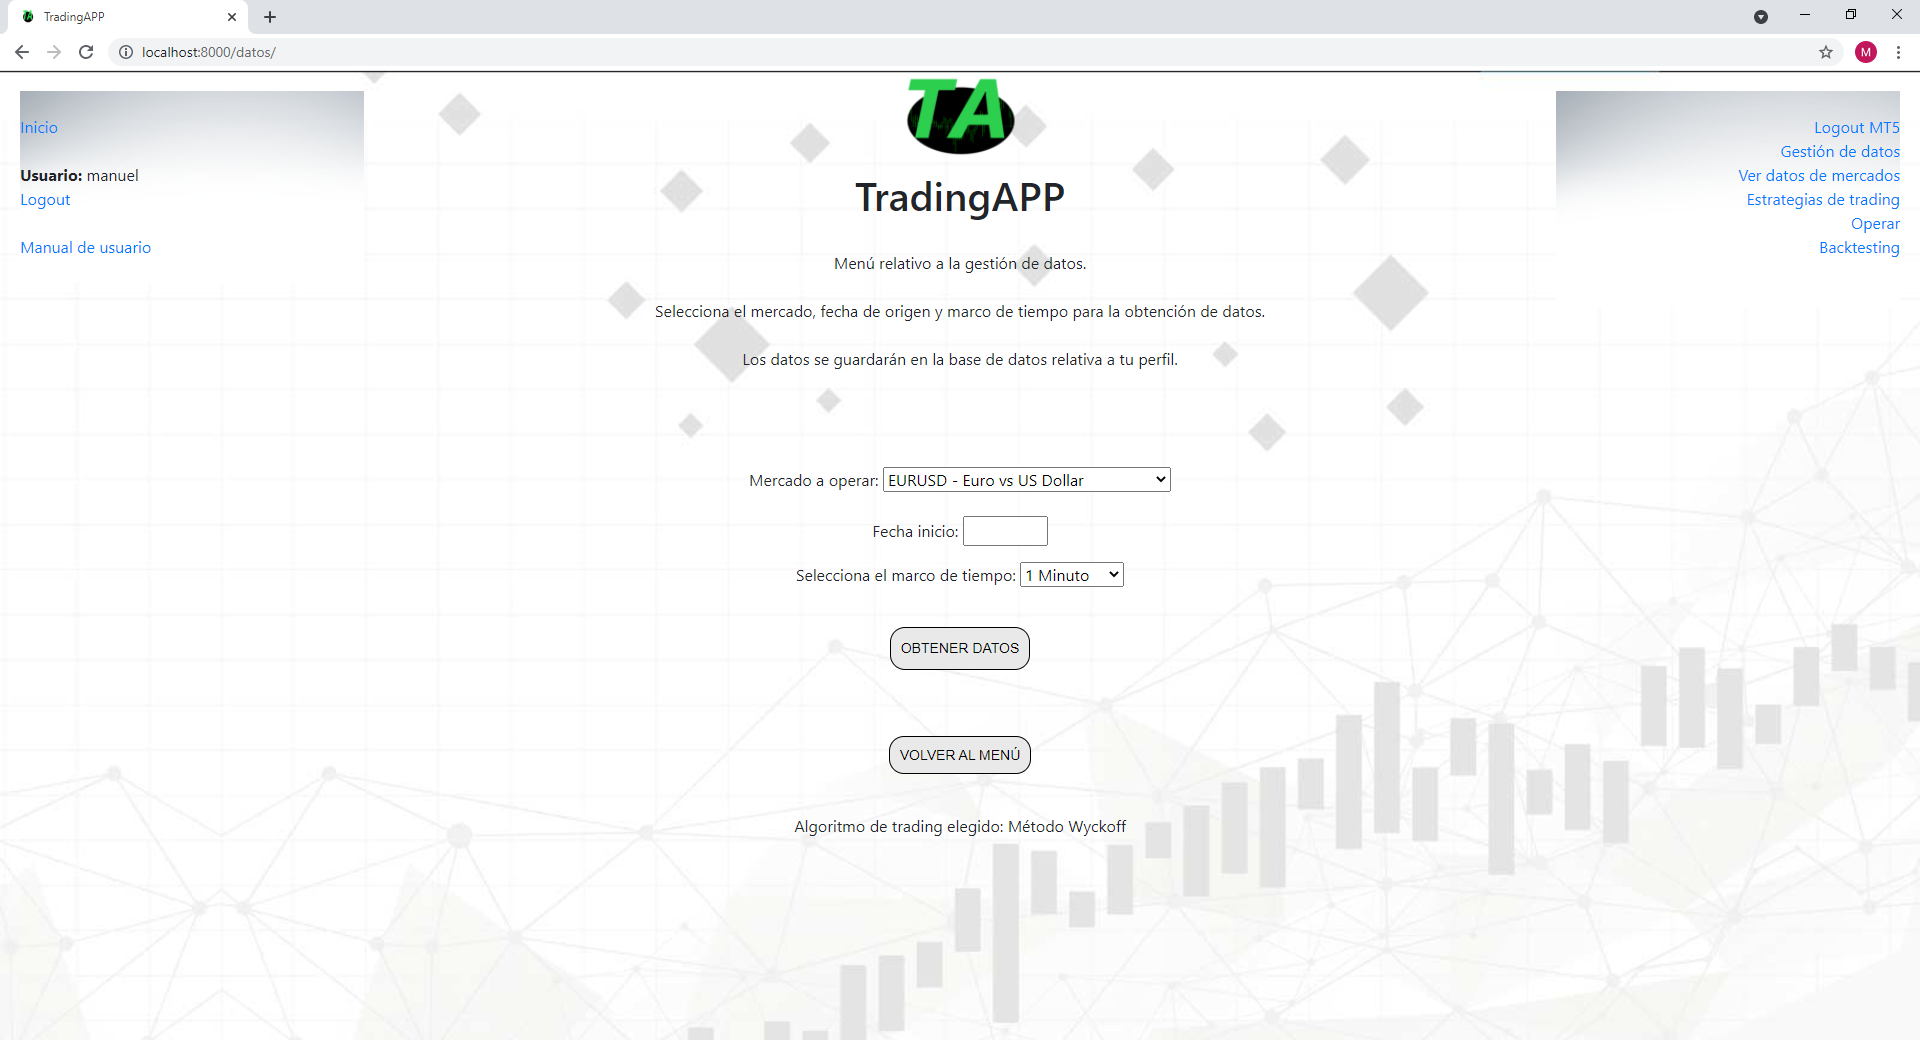 TradingAPP
localhost:8000/datos/
M
TA
Inicio
Usuario: manuel
Logout
Manual de usuario
Logout MT5
Gestión de datos
Ver datos de mercados
Estrategias de trading
Operar
Backtesting
TradingAPP
Menú relativo a la gestión de datos.
Selecciona el mercado, fecha de origen y marco de tiempo para la obtención de datos.
Los datos se guardarán en la base de datos relativa a tu perfil.
Mercado a operar: EURUSD - Euro vs US Dollar
Fecha inicio:
Selecciona el marco de tiempo: 1 Minuto
OBTENER DATOS
VOLVER AL MENÚ
Algoritmo de trading elegido: Método Wyckoff